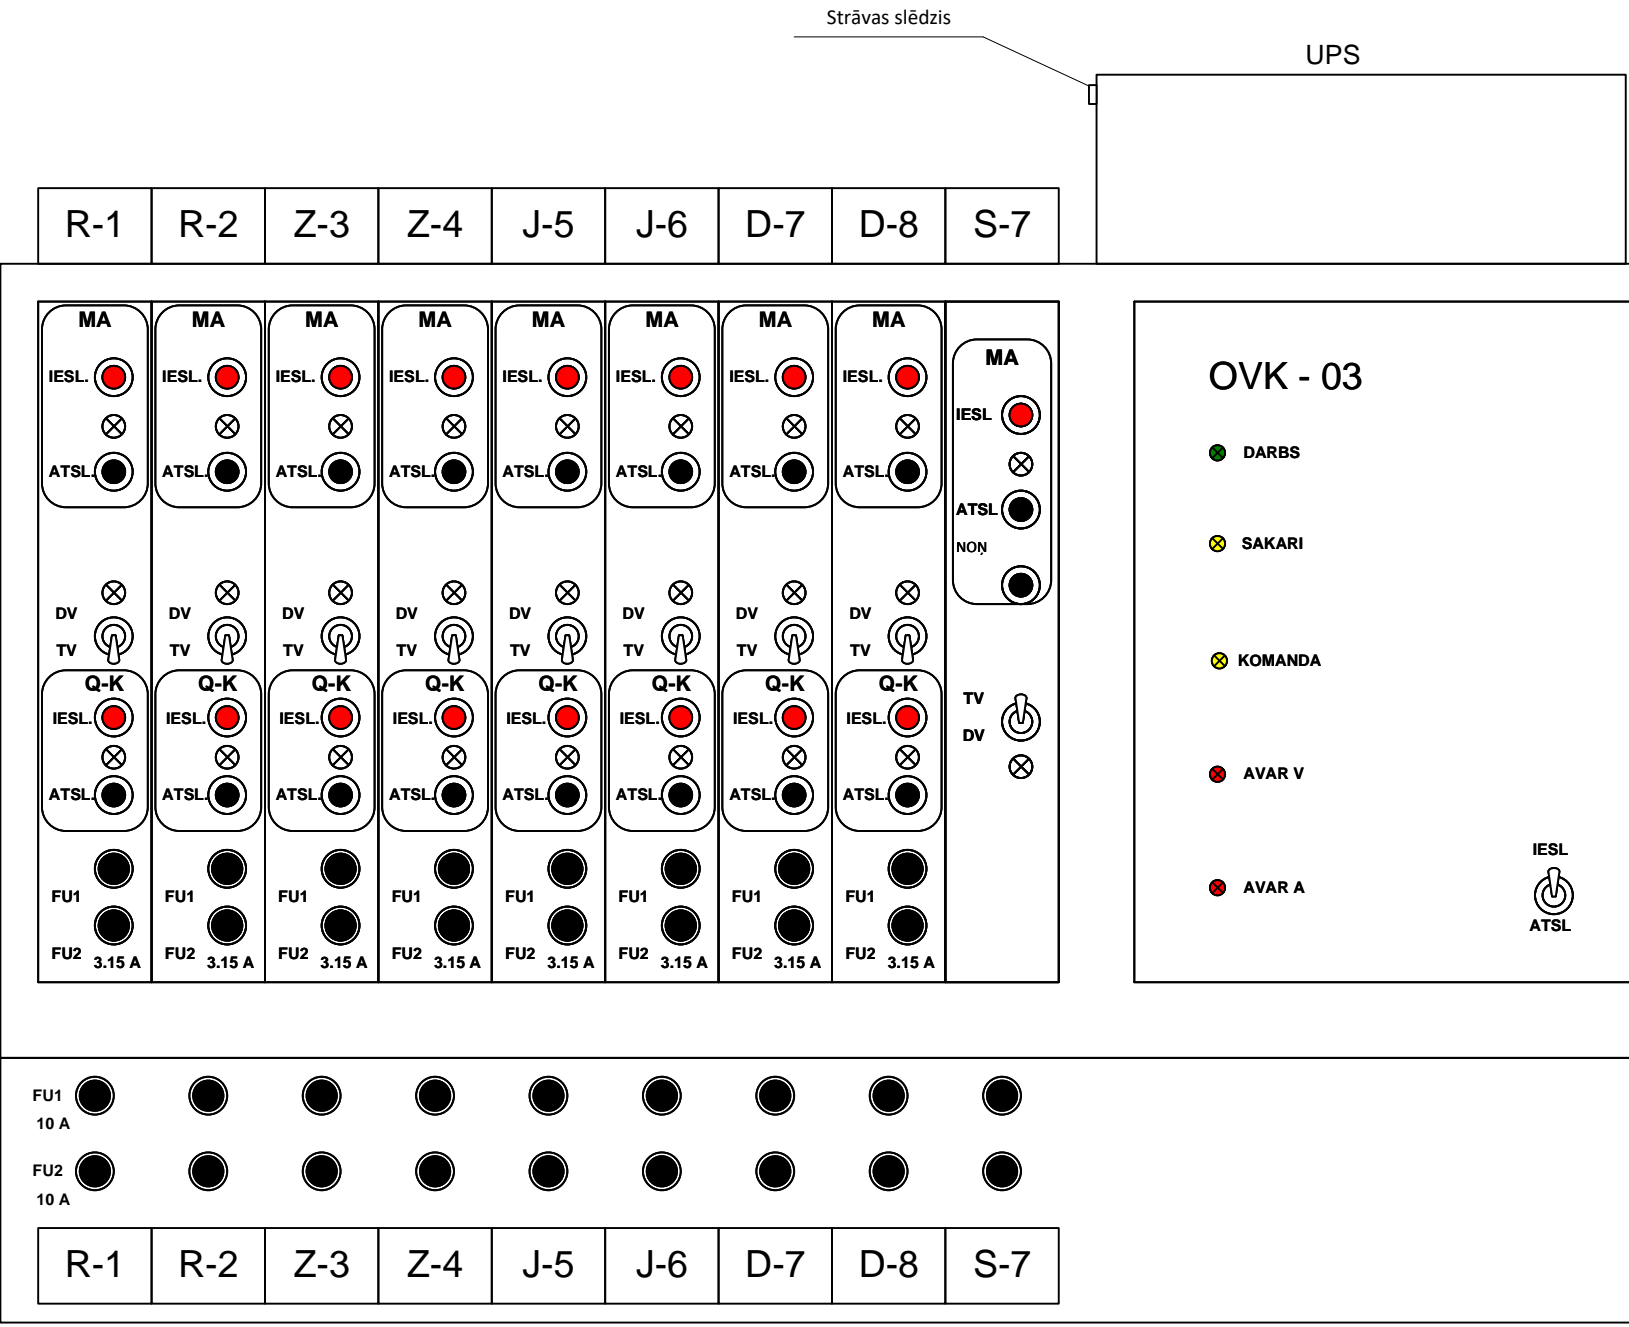 Strāvas slēdzis
UPS
R-1 R-2 Z-3 Z-4 J-5 J-6 D-7 D-8 S-7
MA MA MA MA MA MA MA MA
MA
IESL. IESL. IESL. IESL. IESL. IESL. IESL. IESL.
OVK - 03
IESL
DARBS
ATSL. ATSL. ATSL. ATSL. ATSL. ATSL. ATSL. ATSL.
ATSL
NOŅ
SAKARI
DV DV DV DV DV DV DV DV
TV TV TV TV TV TV TV TV
KOMANDA
Q-K Q-K Q-K Q-K Q-K Q-K Q-K Q-K
TV
IESL. IESL. IESL. IESL. IESL. IESL. IESL. IESL.
DV
AVAR V
ATSL. ATSL. ATSL. ATSL. ATSL. ATSL. ATSL. ATSL.
IESL
AVAR A
FU1 FU1 FU1 FU1 FU1 FU1 FU1 FU1
ATSL
FU2 FU2 FU2 FU2 FU2 FU2 FU2 FU2
3.15 A 3.15 A 3.15 A 3.15 A 3.15 A 3.15 A 3.15 A 3.15 A
FU1
10 A
FU2
10 A
R-1 R-2 Z-3 Z-4 J-5 J-6 D-7 D-8 S-7